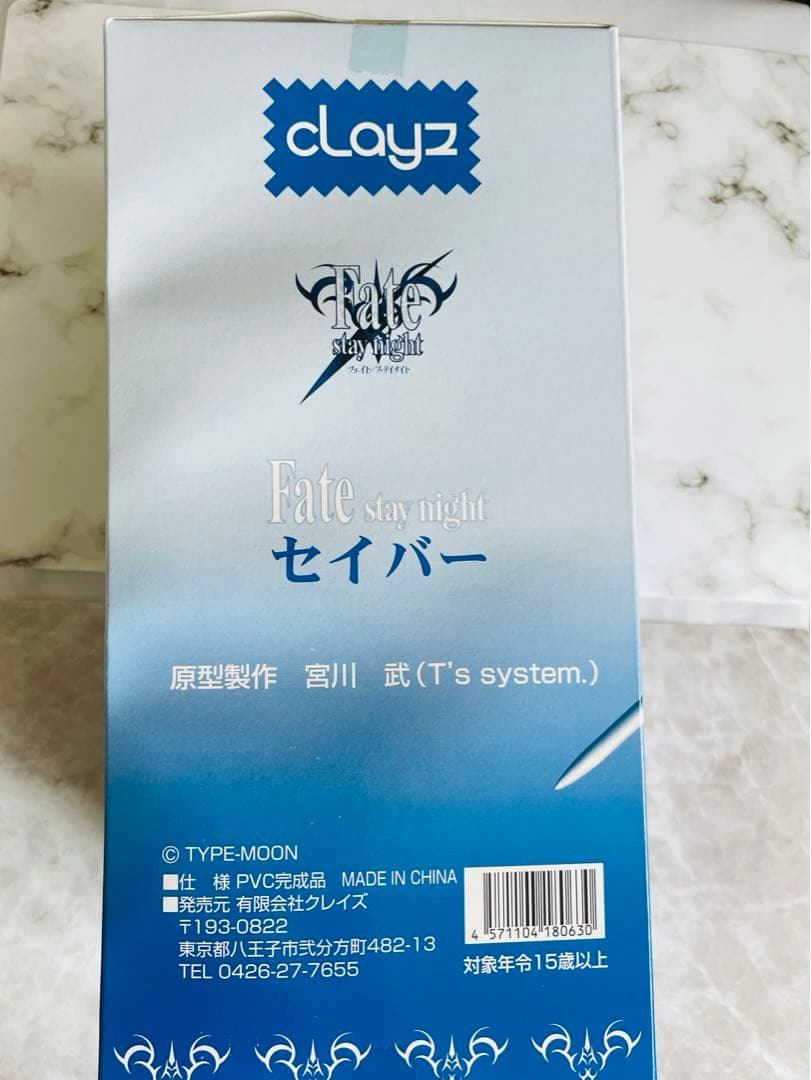 clayz
Fate
stay night
フェイト/ステイナイト
Fate stay night
セイバー
原型製作　宮川　武(T's system.)
© TYPE-MOON
■仕　様 PVC完成品　MADE IN CHINA
■発売元 有限会社クレイズ
〒193-0822
東京都八王子市弐分方町482-13
TEL 0426-27-7655
4 571104 180630
対象年令15歳以上